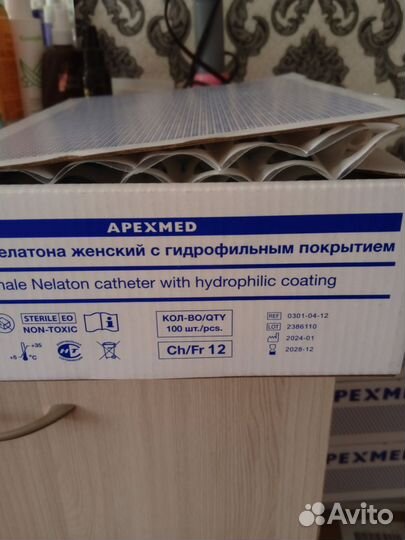 APEXMED
елатона женский с гидрофильным покрытием
male Nelaton catheter with hydrophilic coating
STERILE EO
NON-TOXIC
КОЛ-ВО/QTY
100 шт./pcs.
Ch/Fr 12
REF 0301-04-12
LOT 2386110
2024-01
2028-12
+5 +35 °C
APEXMED
PEXMED
Avito